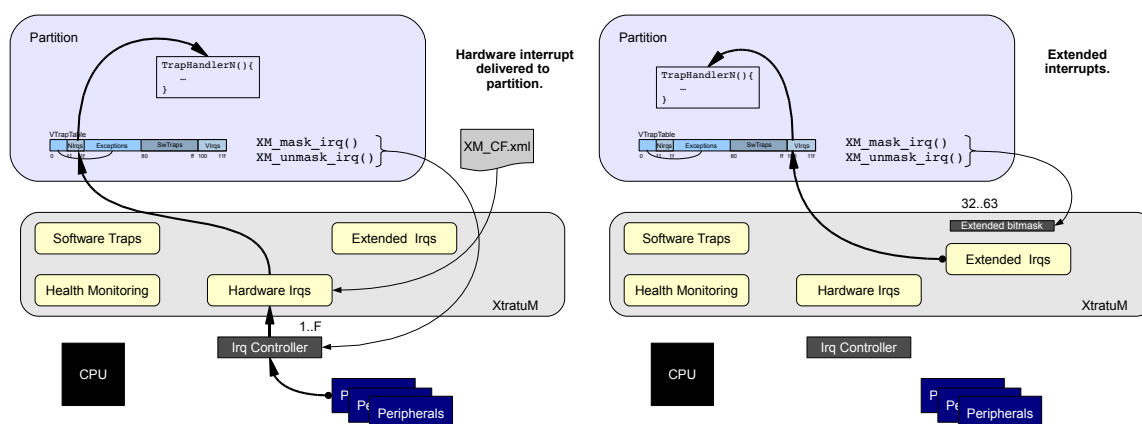 Partition
Hardware interrupt
delivered to
partition.
TrapHandlerN(){
…
}
VTrapTable
NIrqs Exceptions SwTraps VIrqs
0 11 1f 80 ff 100 11f
XM_mask_irq()
XM_unmask_irq()
XM_CF.xml
Software Traps
Extended Irqs
Health Monitoring
Hardware Irqs
XtratuM
1..F
Irq Controller
CPU
Peripherals
Partition
Extended
interrupts.
TrapHandlerN(){
…
}
VTrapTable
NIrqs Exceptions SwTraps VIrqs
0 11 1f 80 ff 11f
XM_mask_irq()
XM_unmask_irq()
32..63
Extended bitmask
Software Traps
Extended Irqs
Health Monitoring
Hardware Irqs
XtratuM
Irq Controller
CPU
Peripherals